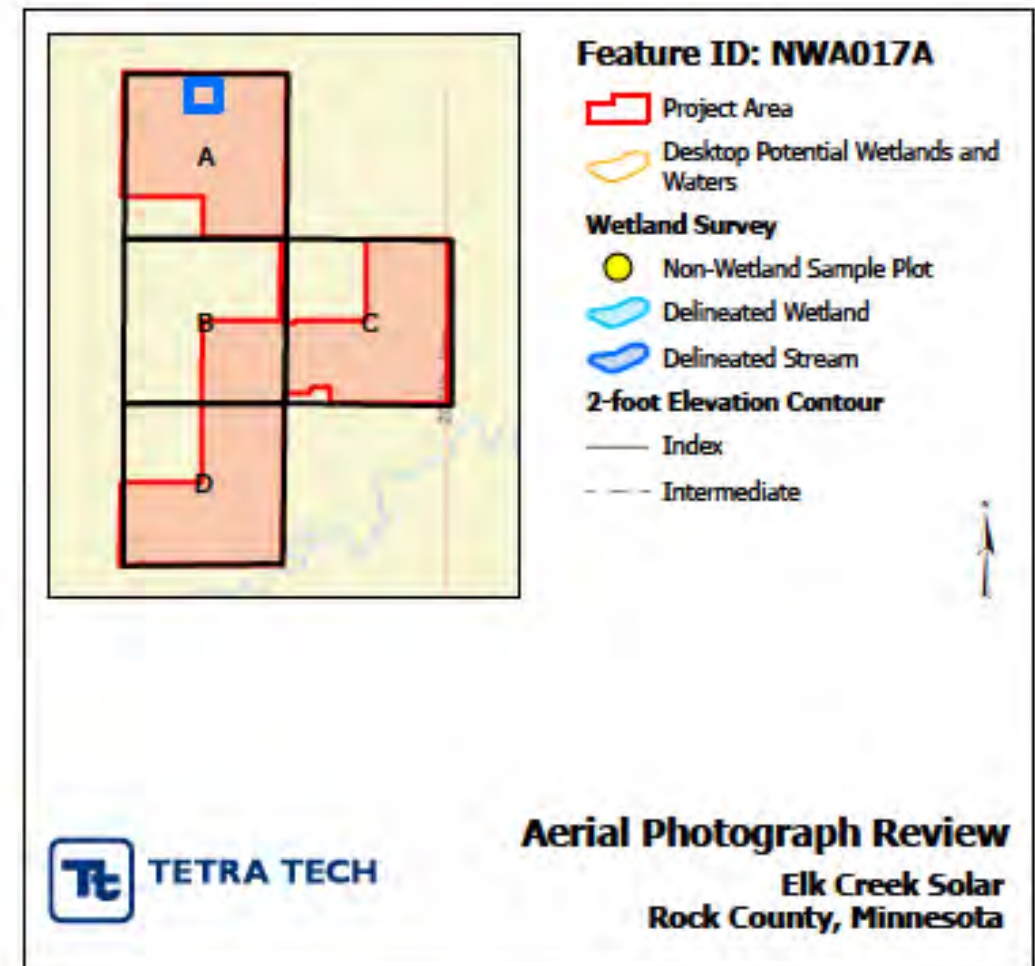 Feature ID: NWA017A
Project Area
Desktop Potential Wetlands and
Waters
Wetland Survey
Non-Wetland Sample Plot
Delineated Wetland
Delineated Stream
2-foot Elevation Contour
Index
Intermediate
A
B
C
D
Tt
TETRA TECH
Aerial Photograph Review
Elk Creek Solar
Rock County, Minnesota